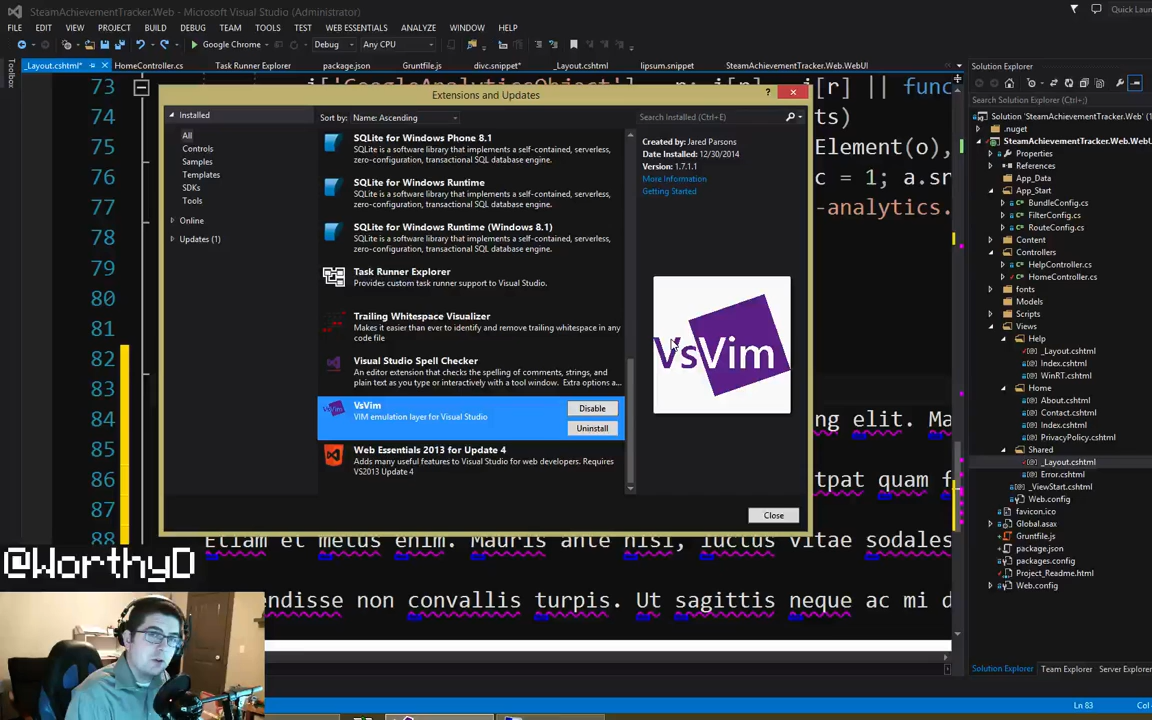 SteamAchievementTracker.Web - Microsoft Visual Studio (Administrator)
Quick Laun
FILE EDIT VIEW PROJECT BUILD DEBUG TEAM TOOLS TEST WEB ESSENTIALS ANALYZE WINDOW HELP
Google Chrome Debug Any CPU
Toolbox
_Layout.cshtml* HomeController.cs Task Runner Explorer package.json Gruntfile.js divc.snippet* _Layout.cshtml lipsum.snippet SteamAchievementTracker.Web.WebUI
Extensions and Updates
Installed
All
Controls
Samples
Templates
SDKs
Tools
Online
Updates (1)
Sort by: Name: Ascending
SQLite for Windows Phone 8.1
SQLite is a software library that implements a self-contained, serverless,
zero-configuration, transactional SQL database engine.
SQLite for Windows Runtime
SQLite is a software library that implements a self-contained, serverless,
zero-configuration, transactional SQL database engine.
SQLite for Windows Runtime (Windows 8.1)
SQLite is a software library that implements a self-contained, serverless,
zero-configuration, transactional SQL database engine.
Task Runner Explorer
Provides custom task runner support to Visual Studio.
Trailing Whitespace Visualizer
Makes it easier than ever to identify and remove trailing whitespace in any
code file
Visual Studio Spell Checker
An editor extension that checks the spelling of comments, strings, and
plain text as you type or interactively with a tool window. Extra options a...
VsVim
VIM emulation layer for Visual Studio
Disable
Uninstall
Web Essentials 2013 for Update 4
Adds many useful features to Visual Studio for web developers. Requires
VS2013 Update 4
Search Installed (Ctrl+E)
Created by: Jared Parsons
Date Installed: 12/30/2014
Version: 1.7.1.1
More Information
Getting Started
VsVim
Close
73
|| func
74
ts)
75
Element(o),
76
c = 1; a.sr
77
-analytics.
78
79
80
81
82
83
84
ng elit. Ma
85
86
tpat quam f
87
88
Etiam et metus enim. Mauris ante nisi, luctus vitae sodales
endisse non convallis turpis. Ut sagittis neque ac mi d
@WorthyD
Solution Explorer
Search Solution Explorer (Ctrl+;)
Solution 'SteamAchievementTracker.Web'
.nuget
SteamAchievementTracker.Web.WebU
Properties
References
App_Data
App_Start
BundleConfig.cs
FilterConfig.cs
RouteConfig.cs
Content
Controllers
HelpController.cs
HomeController.cs
fonts
Models
Scripts
Views
Help
_Layout.cshtml
Index.cshtml
WinRT.cshtml
Home
About.cshtml
Contact.cshtml
Index.cshtml
PrivacyPolicy.cshtml
Shared
_Layout.cshtml
Error.cshtml
_ViewStart.cshtml
Web.config
favicon.ico
Global.asax
Gruntfile.js
package.json
packages.config
Project_Readme.html
Web.config
Solution Explorer Team Explorer Server Explorer
Ln 83
Col